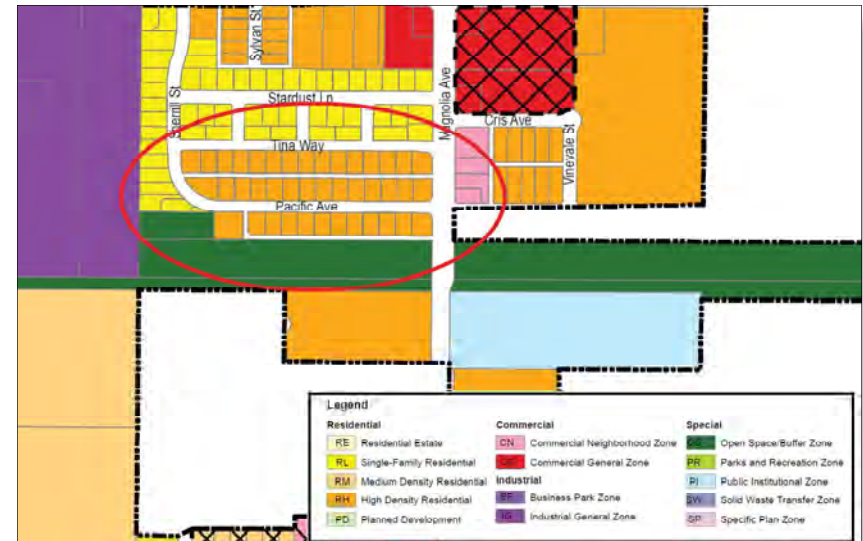 Sylvan St
Magnolia Ave
Stardust Ln
Sherrill St
Cris Ave
Tina Way
Vinevale St
Pacific Ave
Legend
Residential
RE Residential Estate
RL Single-Family Residential
RM Medium Density Residential
RH High Density Residential
PD Planned Development
Commercial
CN Commercial Neighborhood Zone
CG Commercial General Zone
Industrial
BP Business Park Zone
IG Industrial General Zone
Special
OS Open Space/Buffer Zone
PR Parks and Recreation Zone
PI Public Institutional Zone
SW Solid Waste Transfer Zone
SP Specific Plan Zone